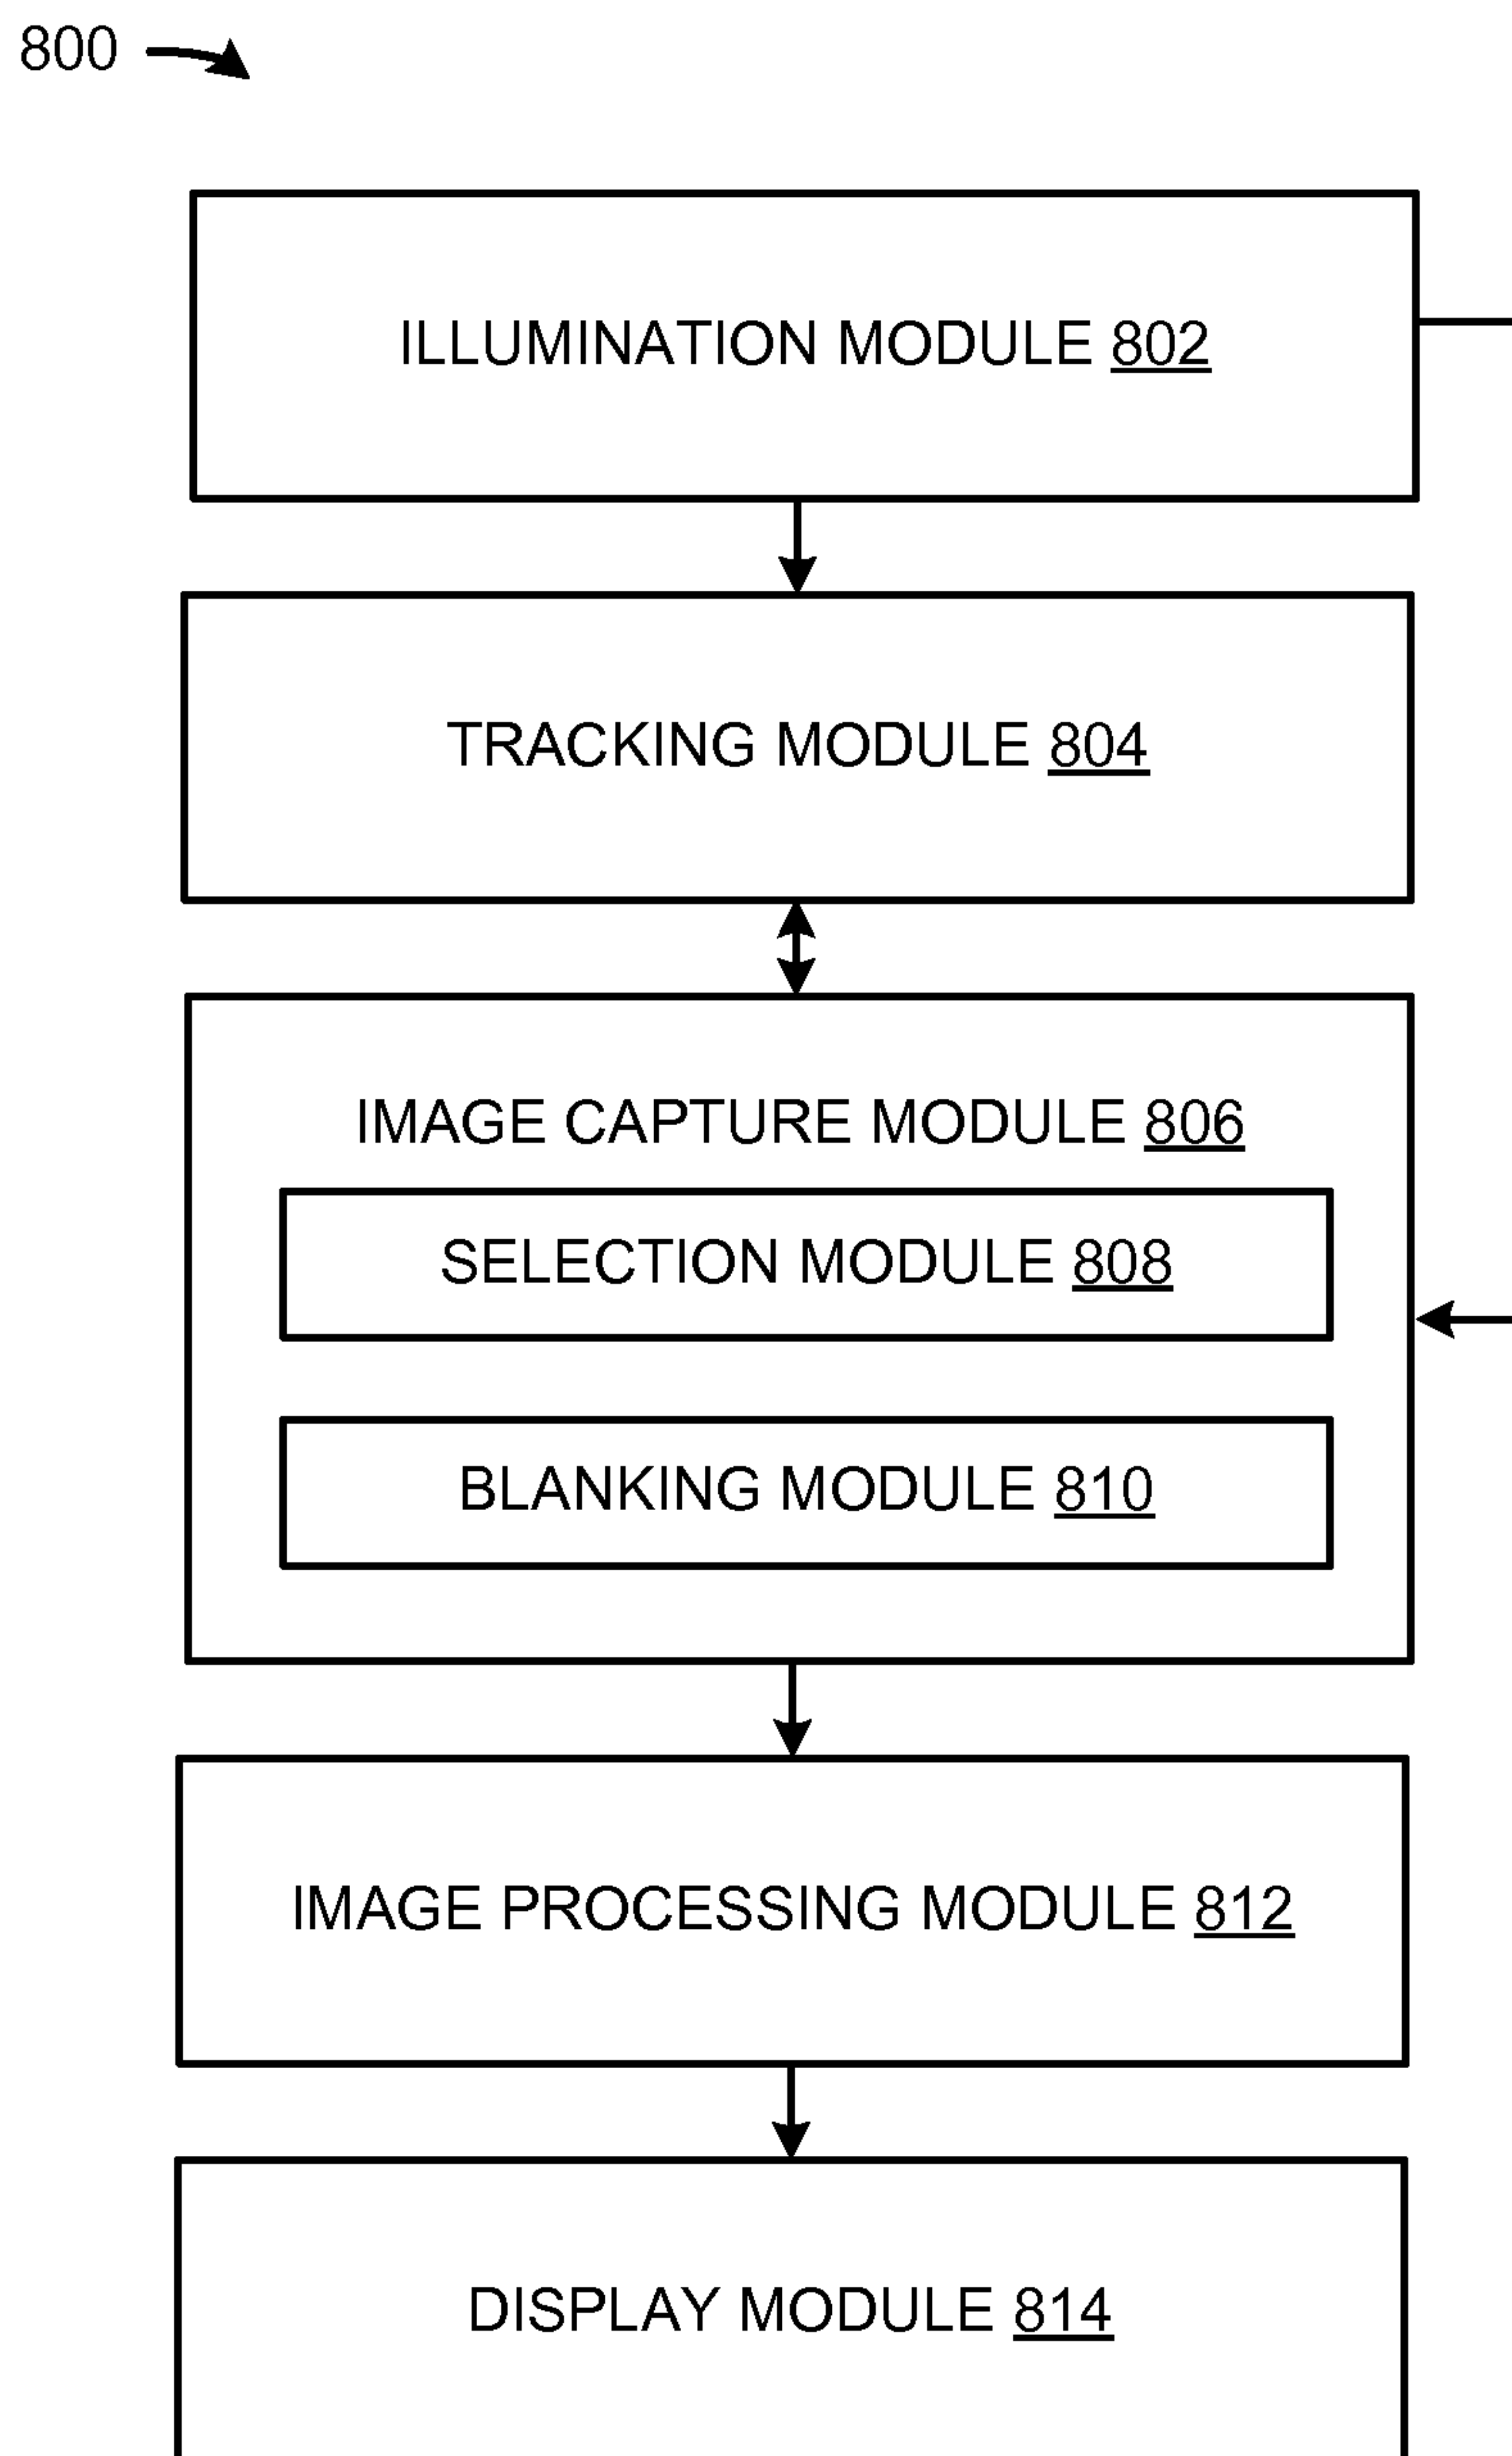 800
ILLUMINATION MODULE 802
TRACKING MODULE 804
IMAGE CAPTURE MODULE 806
SELECTION MODULE 808
BLANKING MODULE 810
IMAGE PROCESSING MODULE 812
DISPLAY MODULE 814